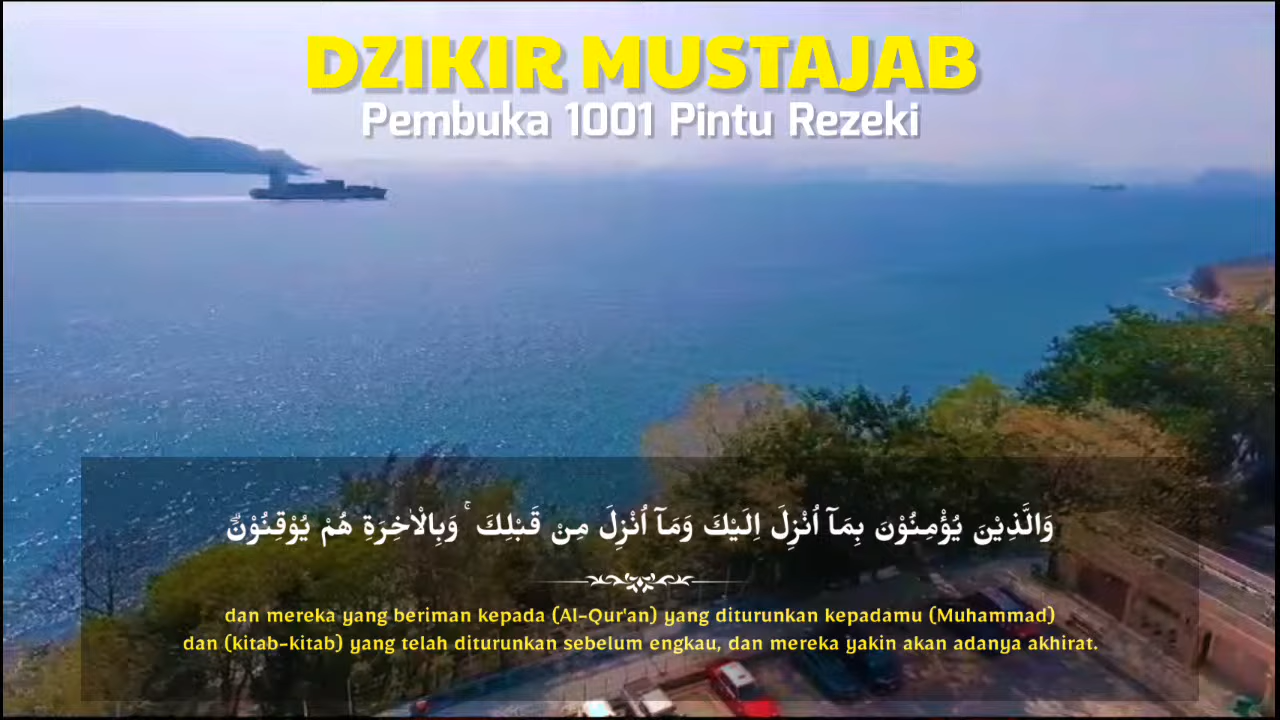 DZIKIR MUSTAJAB
Pembuka 1001 Pintu Rezeki
وَالَّذِيْنَ يُؤْمِنُوْنَ بِمَآ اُنْزِلَ اِلَيْكَ وَمَآ اُنْزِلَ مِنْ قَبْلِكَ ۚ وَبِالْاٰخِرَةِ هُمْ يُوْقِنُوْنَۗ
dan mereka yang beriman kepada (Al-Qur'an) yang diturunkan kepadamu (Muhammad)
dan (kitab-kitab) yang telah diturunkan sebelum engkau, dan mereka yakin akan adanya akhirat.